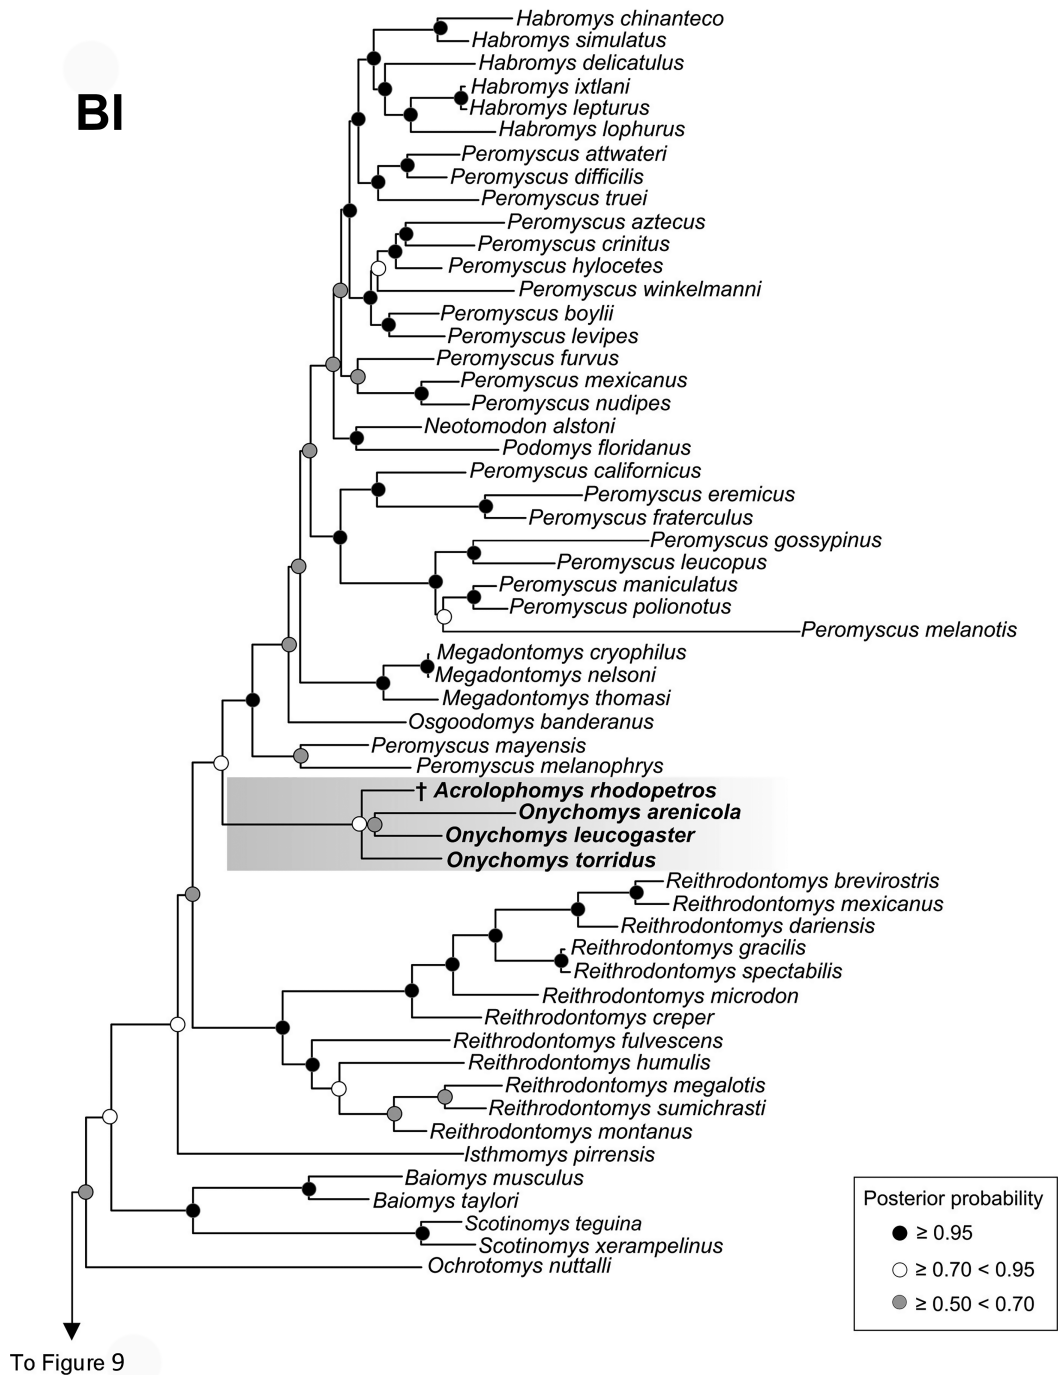 BI
Habromys chinanteco
Habromys simulatus
Habromys delicatulus
Habromys ixtlani
Habromys lepturus
Habromys lophurus
Peromyscus attwateri
Peromyscus difficilis
Peromyscus truei
Peromyscus aztecus
Peromyscus crinitus
Peromyscus hylocetes
Peromyscus winkelmanni
Peromyscus boylii
Peromyscus levipes
Peromyscus furvus
Peromyscus mexicanus
Peromyscus nudipes
Neotomodon alstoni
Podomys floridanus
Peromyscus californicus
Peromyscus eremicus
Peromyscus fraterculus
Peromyscus gossypinus
Peromyscus leucopus
Peromyscus maniculatus
Peromyscus polionotus
Peromyscus melanotis
Megadontomys cryophilus
Megadontomys nelsoni
Megadontomys thomasi
Osgoodomys banderanus
Peromyscus mayensis
Peromyscus melanophrys
† Acrolophomys rhodopetros
Onychomys arenicola
Onychomys leucogaster
Onychomys torridus
Reithrodontomys brevirostris
Reithrodontomys mexicanus
Reithrodontomys dariensis
Reithrodontomys gracilis
Reithrodontomys spectabilis
Reithrodontomys microdon
Reithrodontomys creper
Reithrodontomys fulvescens
Reithrodontomys humulis
Reithrodontomys megalotis
Reithrodontomys sumichrasti
Reithrodontomys montanus
Isthmomys pirrensis
Baiomys musculus
Baiomys taylori
Scotinomys teguina
Scotinomys xerampelinus
Ochrotomys nuttalli
Posterior probability
≥ 0.95
≥ 0.70 < 0.95
≥ 0.50 < 0.70
To Figure 9